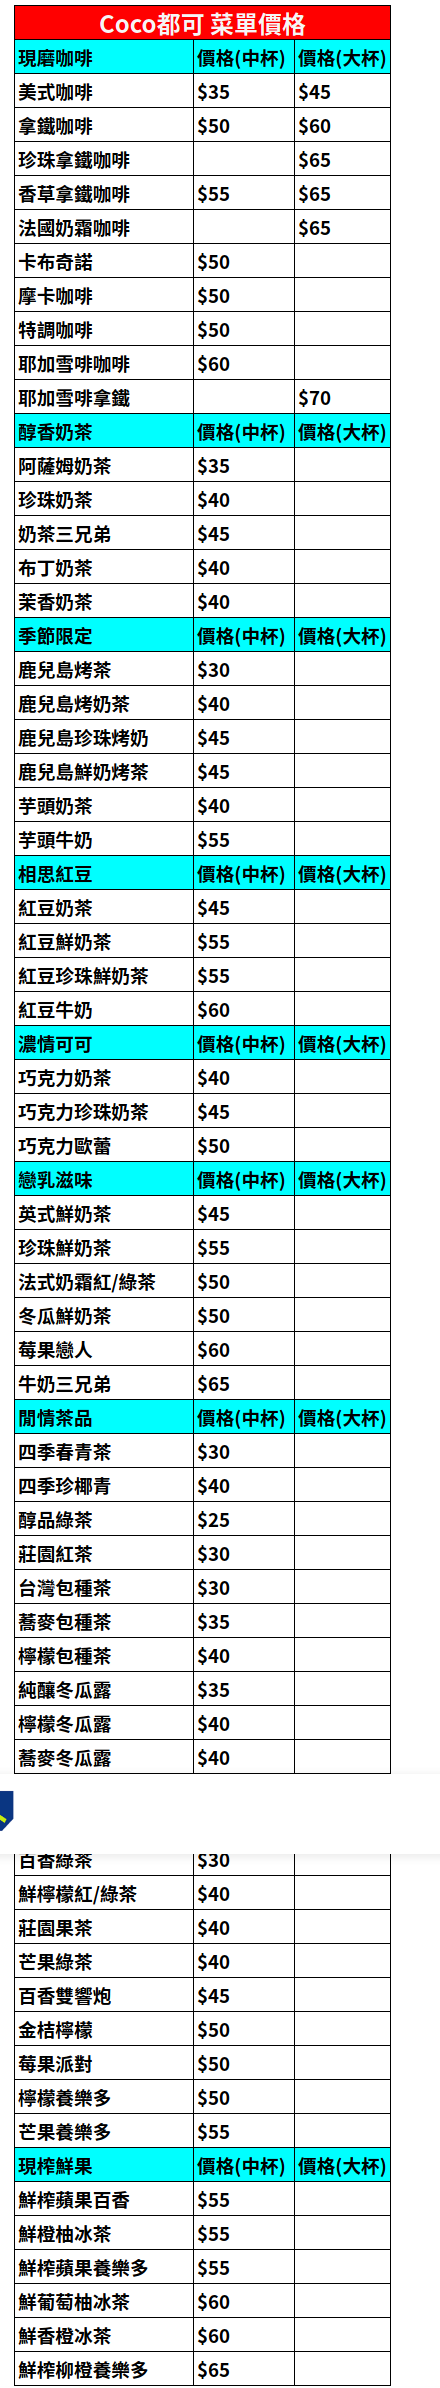 Coco都可 菜單價格
現磨咖啡 價格(中杯) 價格(大杯)
美式咖啡 $35 $45
拿鐵咖啡 $50 $60
珍珠拿鐵咖啡 $65
香草拿鐵咖啡 $55 $65
法國奶霜咖啡 $65
卡布奇諾 $50
摩卡咖啡 $50
特調咖啡 $50
耶加雪啡咖啡 $60
耶加雪啡拿鐵 $70
醇香奶茶 價格(中杯) 價格(大杯)
阿薩姆奶茶 $35
珍珠奶茶 $40
奶茶三兄弟 $45
布丁奶茶 $40
茉香奶茶 $40
季節限定 價格(中杯) 價格(大杯)
鹿兒島烤茶 $30
鹿兒島烤奶茶 $40
鹿兒島珍珠烤奶 $45
鹿兒島鮮奶烤茶 $45
芋頭奶茶 $40
芋頭牛奶 $55
相思紅豆 價格(中杯) 價格(大杯)
紅豆奶茶 $45
紅豆鮮奶茶 $55
紅豆珍珠鮮奶茶 $55
紅豆牛奶 $60
濃情可可 價格(中杯) 價格(大杯)
巧克力奶茶 $40
巧克力珍珠奶茶 $45
巧克力歐蕾 $50
戀乳滋味 價格(中杯) 價格(大杯)
英式鮮奶茶 $45
珍珠鮮奶茶 $55
法式奶霜紅/綠茶 $50
冬瓜鮮奶茶 $50
莓果戀人 $60
牛奶三兄弟 $65
閒情茶品 價格(中杯) 價格(大杯)
四季春青茶 $30
四季珍椰青 $40
醇品綠茶 $25
莊園紅茶 $30
台灣包種茶 $30
蕎麥包種茶 $35
檸檬包種茶 $40
純釀冬瓜露 $35
檸檬冬瓜露 $40
蕎麥冬瓜露 $40
百香綠茶 $30
鮮檸檬紅/綠茶 $40
莊園果茶 $40
芒果綠茶 $40
百香雙響炮 $45
金桔檸檬 $50
莓果派對 $50
檸檬養樂多 $50
芒果養樂多 $55
現榨鮮果 價格(中杯) 價格(大杯)
鮮榨蘋果百香 $55
鮮橙柚冰茶 $55
鮮榨蘋果養樂多 $55
鮮葡萄柚冰茶 $60
鮮香橙冰茶 $60
鮮榨柳橙養樂多 $65